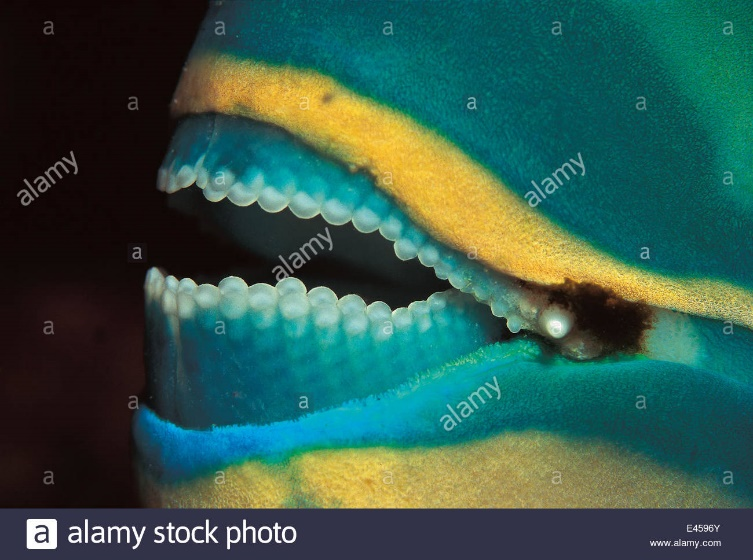 a a a a a
a a a
alamy alamy a
a alamy a
a a a
a a alamy a
a a a a a
a alamy stock photo
E4596Y
www.alamy.com